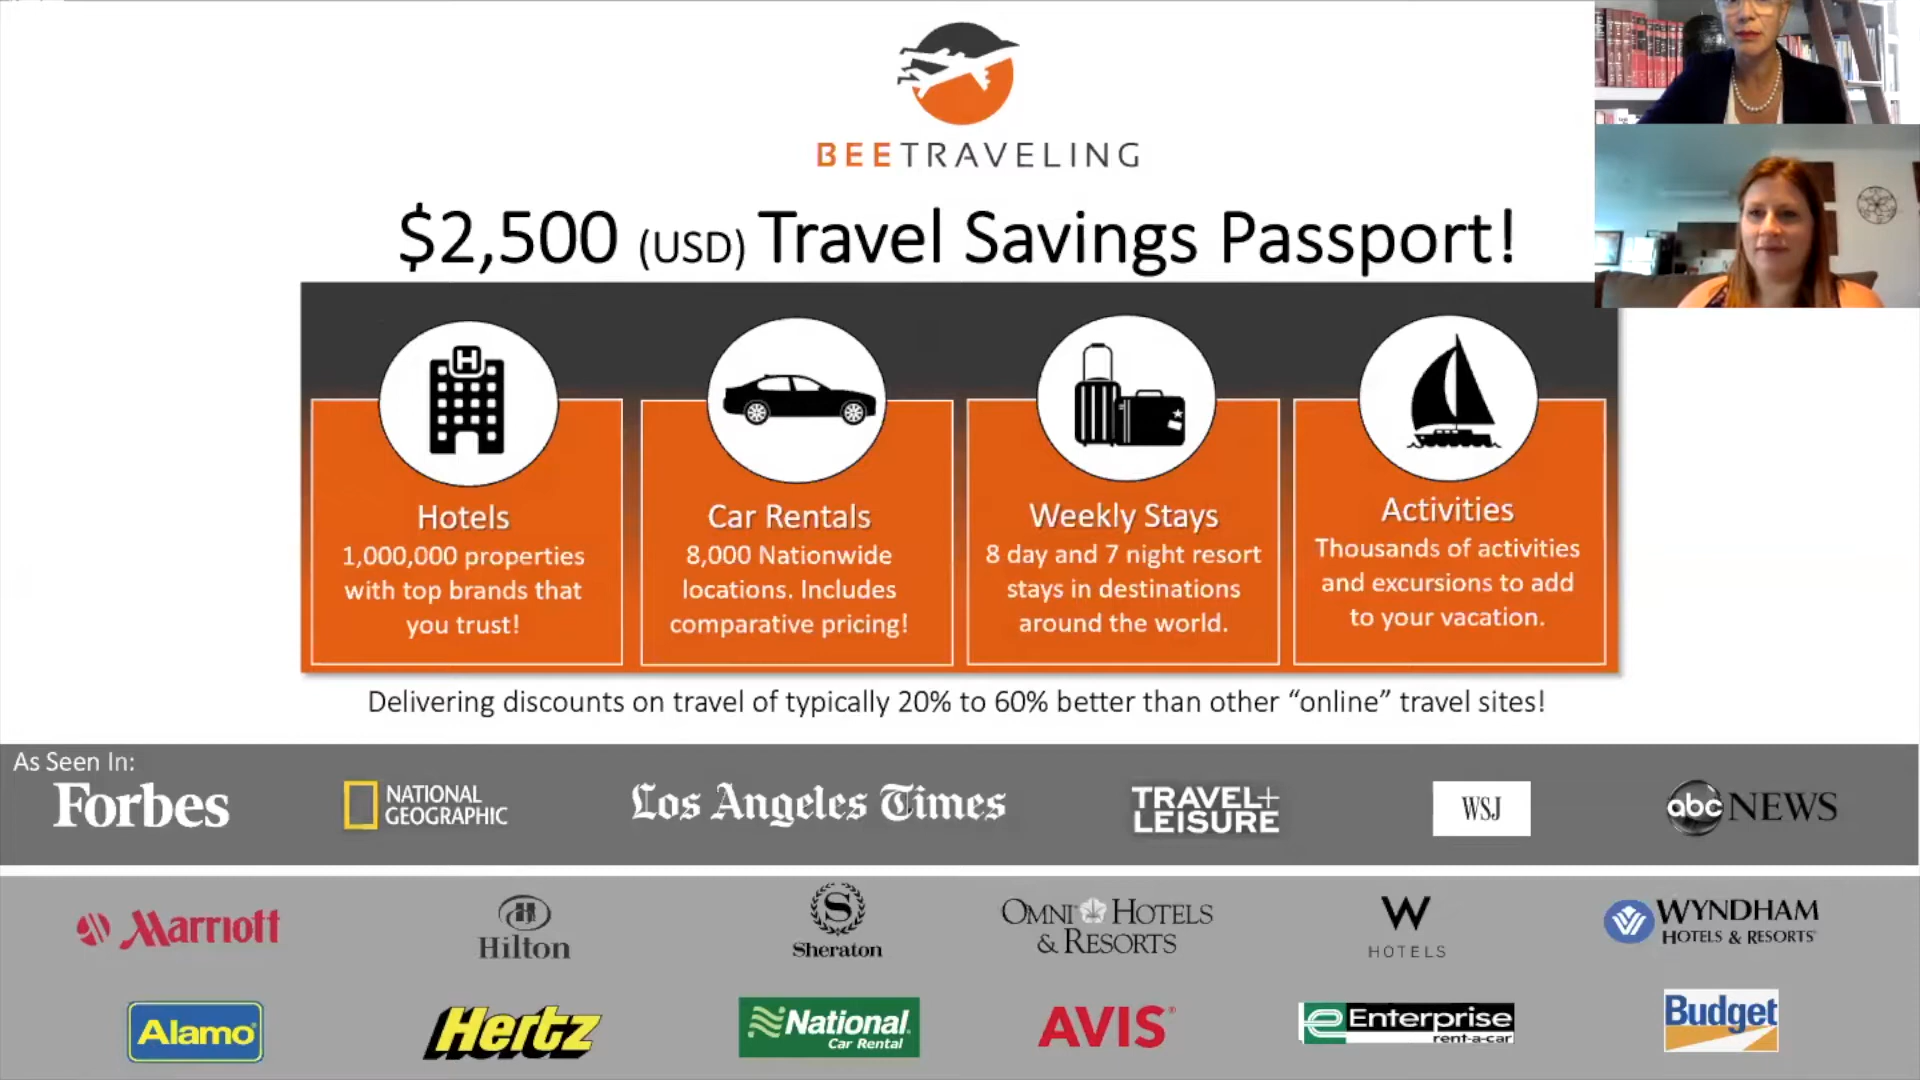 BEETRAVELING
$2,500 (USD) Travel Savings Passport!
H
Hotels
1,000,000 properties
with top brands that
you trust!
Car Rentals
8,000 Nationwide
locations. Includes
comparative pricing!
Weekly Stays
8 day and 7 night resort
stays in destinations
around the world.
Activities
Thousands of activities
and excursions to add
to your vacation.
Delivering discounts on travel of typically 20% to 60% better than other “online” travel sites!
As Seen In:
Forbes
NATIONAL
GEOGRAPHIC
Los Angeles Times
TRAVEL+
LEISURE
WSJ
abc NEWS
Marriott
H
Hilton
S
Sheraton
OMNI HOTELS
& RESORTS
W
HOTELS
W
WYNDHAM
HOTELS & RESORTS
Alamo
Hertz
National
Car Rental
AVIS
e Enterprise
rent-a-car
Budget